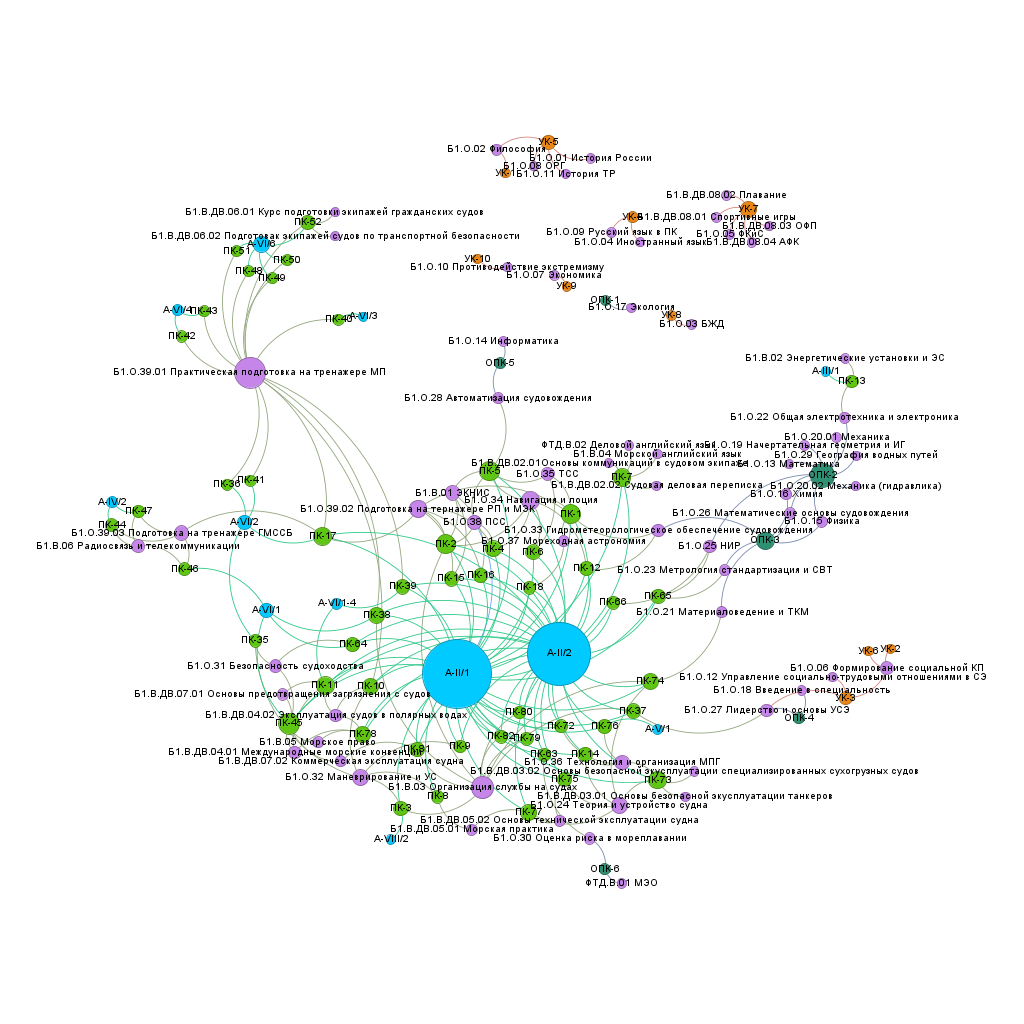 УК-5
Б1.О.02 Философия
Б1.О.01 История России
Б1.О.08 ОРГ
УК-1
Б1.О.11 История ТР
Б1.В.ДВ.08.02 Плавание
УК-7
Б1.В.ДВ.06.01 Курс подготовки экипажей гражданских судов
Б1.В.ДВ.08.01 Спортивные игры
ПК-52
Б1.В.ДВ.08.03 ОФП
Б1.О.09 Русский язык в ПК
Б1.О.05 ФКиС
Б1.В.ДВ.06.02 Подготовак экипажей судов по транспортной безопасности
Б1.О.04 Иностранный язык
Б1.В.ДВ.08.04 АФК
A-VI/6
ПК-51
ПК-50
УК-10
Б1.О.10 Противодействие экстремизму
ПК-48
ПК-49
Б1.О.07 Экономика
УК-9
ОПК-1
Б1.О.17 Экология
A-VI/4
ПК-43
УК-8
ПК-40
A-VI/3
Б1.О.03 БЖД
ПК-42
Б1.О.14 Информатика
Б1.В.02 Энергетические установки и ЭС
ОПК-5
Б1.О.39.01 Практическая подготовка на тренажере МП
A-III/1
ПК-13
Б1.О.28 Автоматизация судовождения
Б1.О.22 Общая электротехника и электроника
Б1.О.20.01 Механика
ФТД.В.02 Деловой английский язык
Б1.О.19 Начертательная геометрия и ИГ
Б1.В.04 Морской английский язык
Б1.О.29 География водных путей
Б1.В.ДВ.02.01Основы коммуникаций в судовом экипаже
Б1.О.13 Математика
ПК-5
Б1.О.35 ТСС
ПК-7
ОПК-2
ПК-36
ПК-41
Б1.В.ДВ.02.02 Судовая деловая переписка
Б1.О.20.02 Механика (гидравлика)
Б1.В.01 ЭКНИС
Б1.О.16 Химия
A-IV/2
Б1.О.34 Навигация и лоция
Б1.О.39.02 Подготовка на тернажере РП и МЭК
ПК-47
ПК-1
Б1.О.26 Математические основы судовождения
ПК-44
A-VI/2
Б1.О.38 ПСС
Б1.О.15 Физика
Б1.О.39.03 Подготовка на тренажере ГМССБ
Б1.О.33 Гидрометеорологическое обеспечение судовождения
ПК-17
Б1.О.37 Мореходная астрономия
ОПК-3
Б1.В.06 Радиосвязь и телекоммуникации
ПК-2
ПК-4
ПК-6
Б1.О.25 НИР
ПК-46
ПК-12
Б1.О.23 Метрология стандартизация и СВТ
ПК-15
ПК-16
ПК-39
ПК-18
ПК-65
A-VI/1
A-VI/1-4
ПК-66
ПК-38
Б1.О.21 Материаловедение и ТКМ
ПК-35
ПК-64
A-II/2
УК-6
УК-2
Б1.О.31 Безопасность судоходства
A-II/1
Б1.О.06 Формирование социальной КП
Б1.О.12 Управление социально-трудовыми отношениями в СЭ
ПК-11
ПК-10
ПК-74
Б1.О.18 Введение в специальность
Б1.В.ДВ.07.01 Основы предотвращения загрязнения с судов
УК-3
ПК-80
ПК-37
Б1.О.27 Лидерство и основы УСЭ
Б1.В.ДВ.04.02 Эксплуатация судов в полярных водах
ОПК-4
ПК-45
ПК-72
ПК-76
A-V/1
ПК-78
ПК-82
ПК-79
Б1.В.05 Морское право
ПК-9
Б1.В.ДВ.04.01 Международные морские конвенции
ПК-63
ПК-14
Б1.В.ДВ.07.02 Коммерческая эксплуатация судна
Б1.О.36 Технология и организация МПГ
Б1.О.32 Маневрирование и УС
Б1.В.ДВ.03.02 Основы безопасной эксплуатации специализированых сухогрузных судов
ПК-75
ПК-73
Б1.В.03 Организация службы на судах
ПК-8
Б1.В.ДВ.03.01 Основы безопасной экусплуатации танкеров
ПК-3
Б1.О.24 Теория и устройство судна
ПК-77
Б1.В.ДВ.05.02 Основы технической эксплуатации судна
Б1.В.ДВ.05.01 Морская практика
A-VIII/2
Б1.О.30 Оценка риска в мореплавании
ОПК-6
ФТД.В.01 МЭО